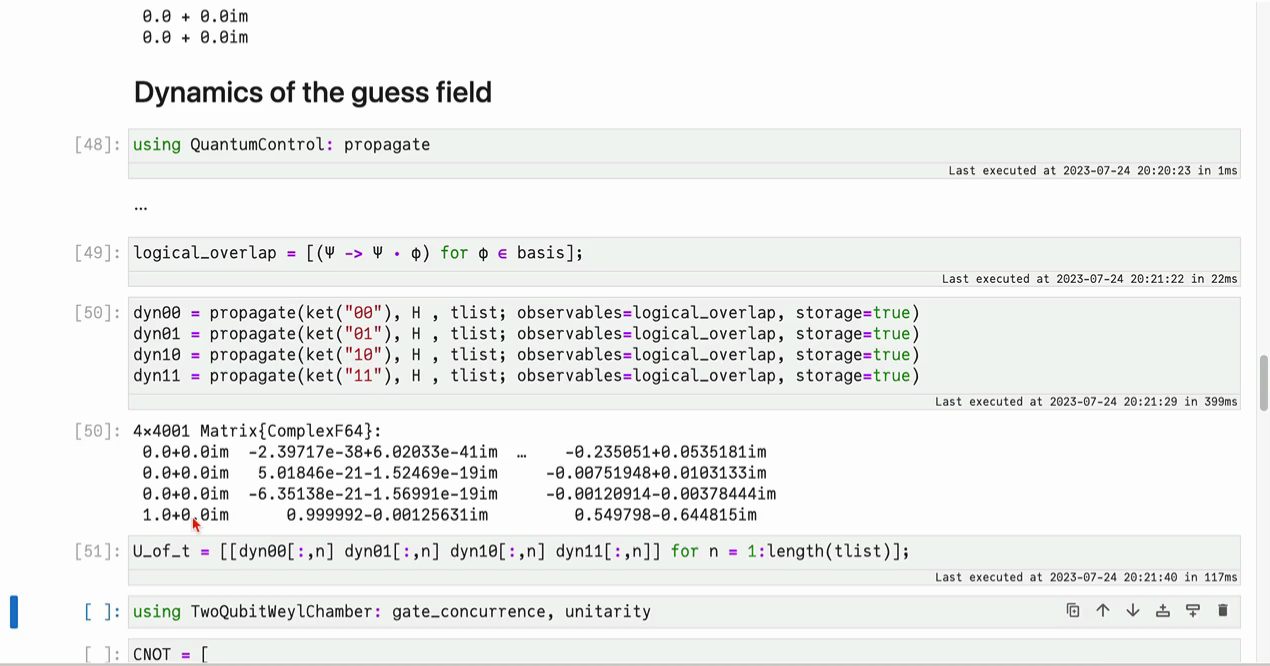 0.0 + 0.0im
0.0 + 0.0im
Dynamics of the guess field
[48]: using QuantumControl: propagate
Last executed at 2023-07-24 20:20:23 in 1ms
...
[49]: logical_overlap = [(Ψ -> Ψ ⋅ ϕ) for ϕ ∈ basis];
Last executed at 2023-07-24 20:21:22 in 22ms
[50]: dyn00 = propagate(ket("00"), H , tlist; observables=logical_overlap, storage=true)
dyn01 = propagate(ket("01"), H , tlist; observables=logical_overlap, storage=true)
dyn10 = propagate(ket("10"), H , tlist; observables=logical_overlap, storage=true)
dyn11 = propagate(ket("11"), H , tlist; observables=logical_overlap, storage=true)
Last executed at 2023-07-24 20:21:29 in 399ms
[50]: 4×4001 Matrix{ComplexF64}:
0.0+0.0im -2.39717e-38+6.02033e-41im … -0.235051+0.0535181im
0.0+0.0im 5.01846e-21-1.52469e-19im -0.00751948+0.0103133im
0.0+0.0im -6.35138e-21-1.56991e-19im -0.00120914-0.00378444im
1.0+0.0im 0.999992-0.00125631im 0.549798-0.644815im
[51]: U_of_t = [[dyn00[:,n] dyn01[:,n] dyn10[:,n] dyn11[:,n]] for n = 1:length(tlist)];
Last executed at 2023-07-24 20:21:40 in 117ms
[ ]: using TwoQubitWeylChamber: gate_concurrence, unitarity
[ ]: CNOT = [